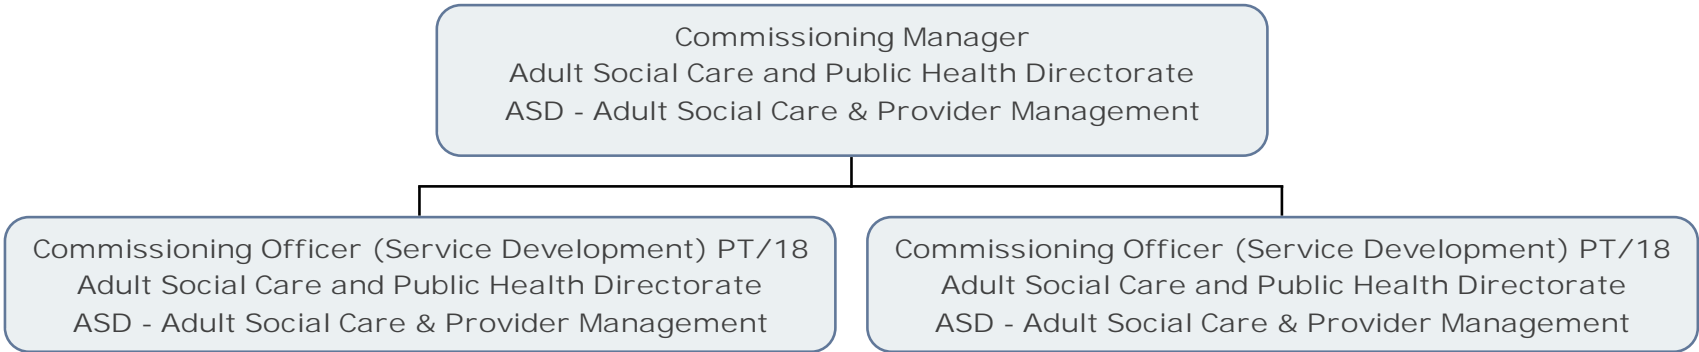 Commissioning Manager
Adult Social Care and Public Health Directorate
ASD - Adult Social Care & Provider Management
Commissioning Officer (Service Development) PT/18
Adult Social Care and Public Health Directorate
ASD - Adult Social Care & Provider Management
Commissioning Officer (Service Development) PT/18
Adult Social Care and Public Health Directorate
ASD - Adult Social Care & Provider Management